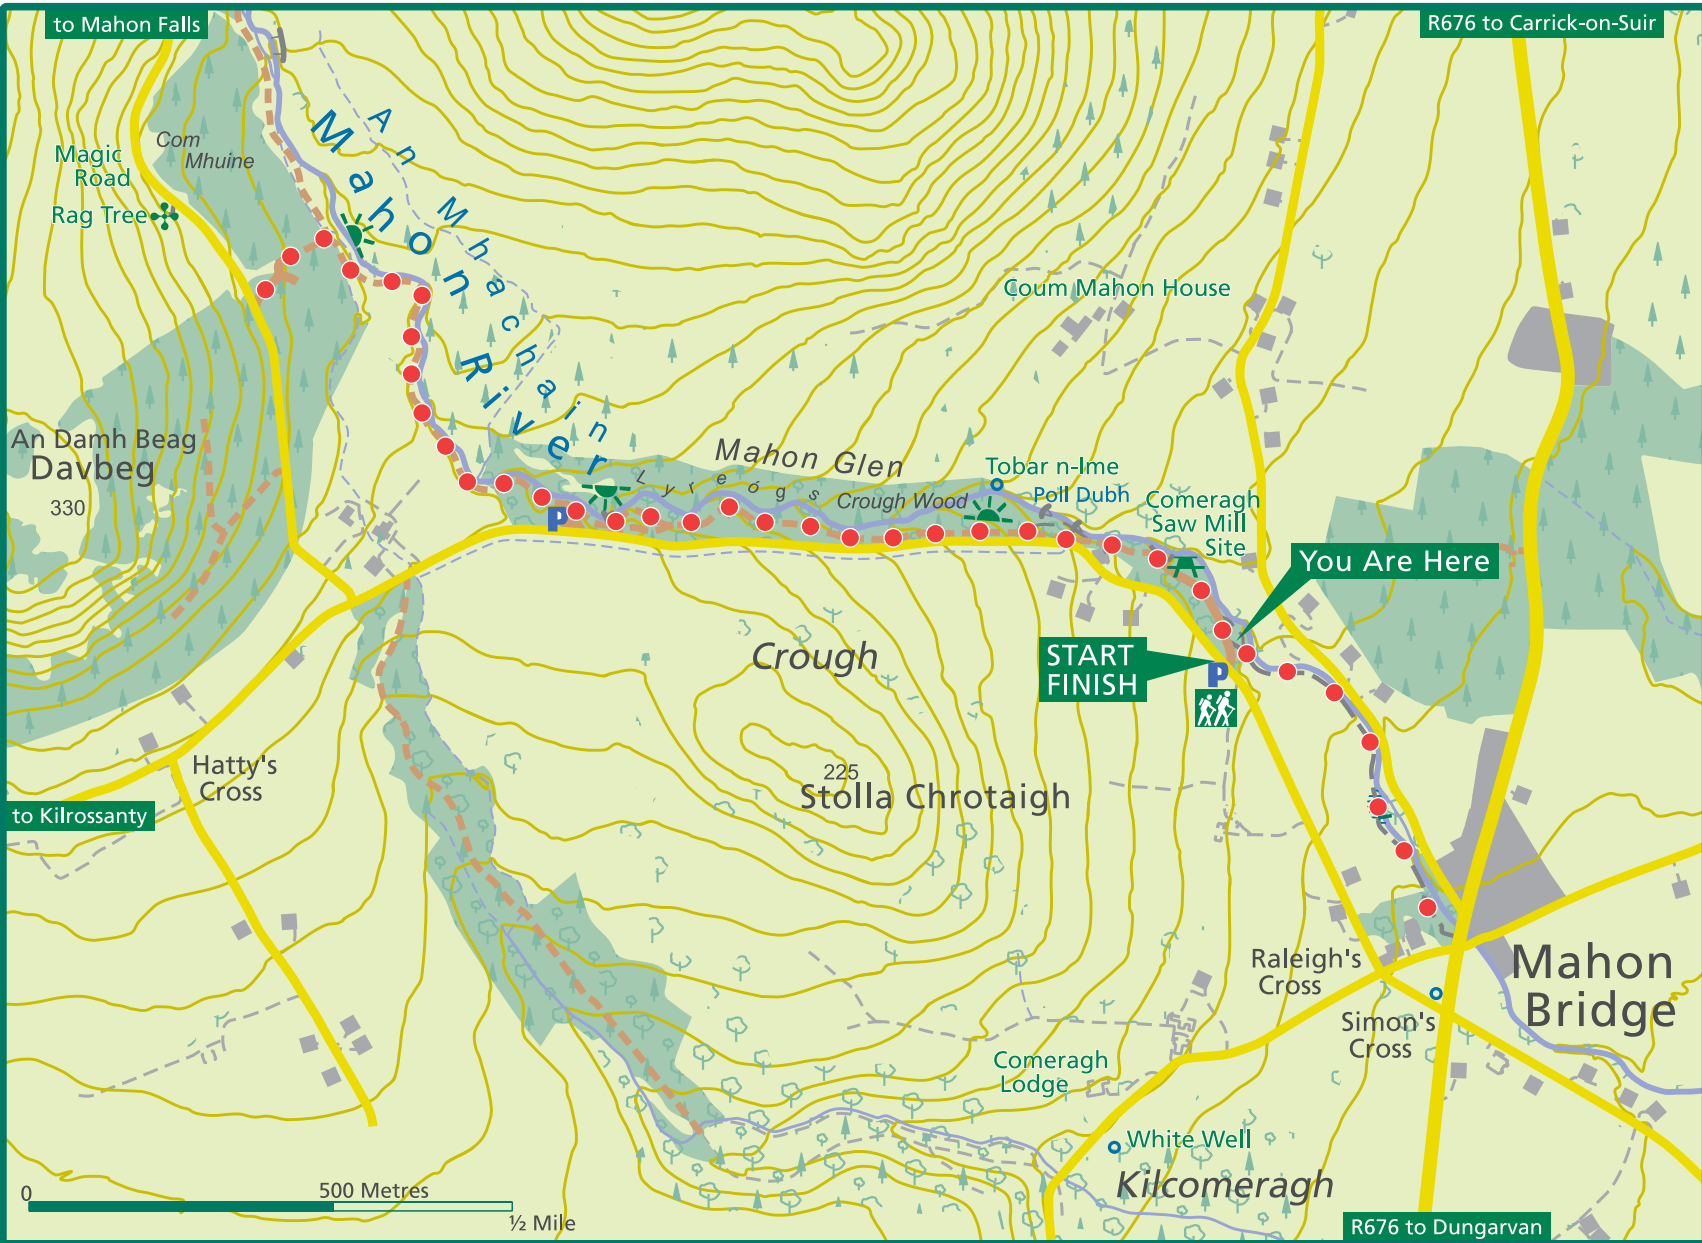 to Mahon Falls
R676 to Carrick-on-Suir
An Mhachain
Mahon River
Com
Mhuine
Magic
Road
Rag Tree
Coum Mahon House
An Damh Beag
Davbeg
330
Mahon Glen
Lyreógs
Crough Wood
Tobar n-Ime
Poll Dubh
Comeragh
Saw Mill
Site
P
You Are Here
START
FINISH
P
Crough
225
Stolla Chrotaigh
Hatty's
Cross
to Kilrossanty
Raleigh's
Cross
Mahon
Bridge
Simon's
Cross
Comeragh
Lodge
White Well
Kilcomeragh
0
500 Metres
½ Mile
R676 to Dungarvan